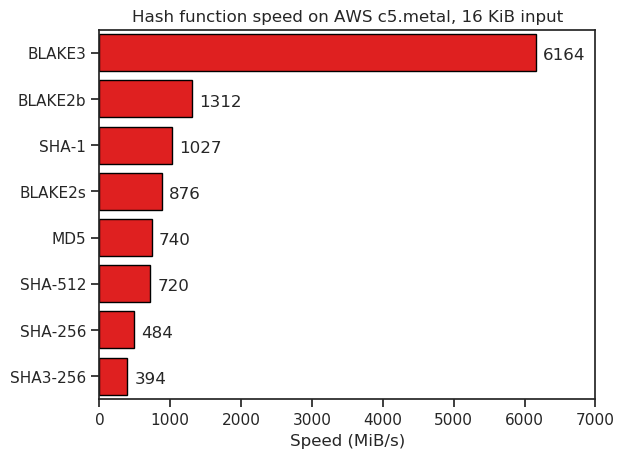 Hash function speed on AWS c5.metal, 16 KiB input
BLAKE3 6164
BLAKE2b 1312
SHA-1 1027
BLAKE2s 876
MD5 740
SHA-512 720
SHA-256 484
SHA3-256 394
0 1000 2000 3000 4000 5000 6000 7000
Speed (MiB/s)